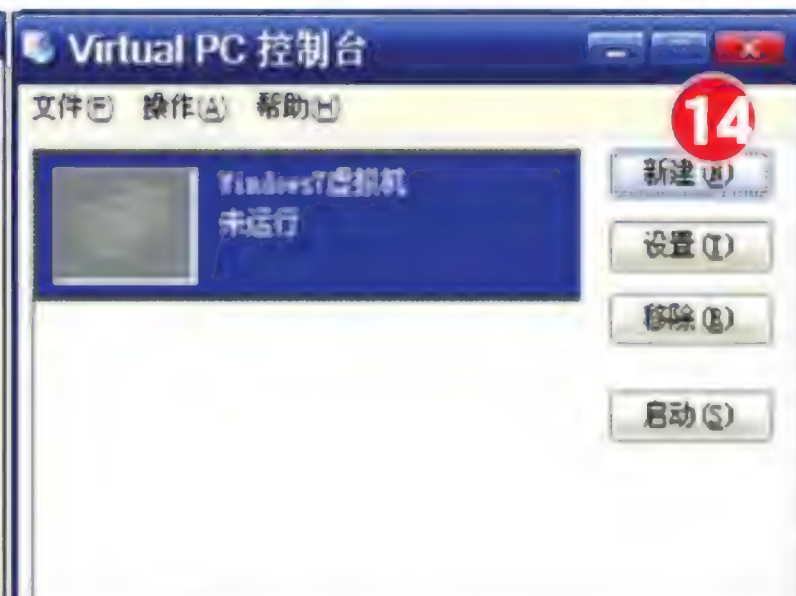 Virtual PC 控制台
文件(F) 操作(A) 帮助(H)
14
Windows7虚拟机
未运行
新建(N)
设置(T)
移除(R)
启动(S)